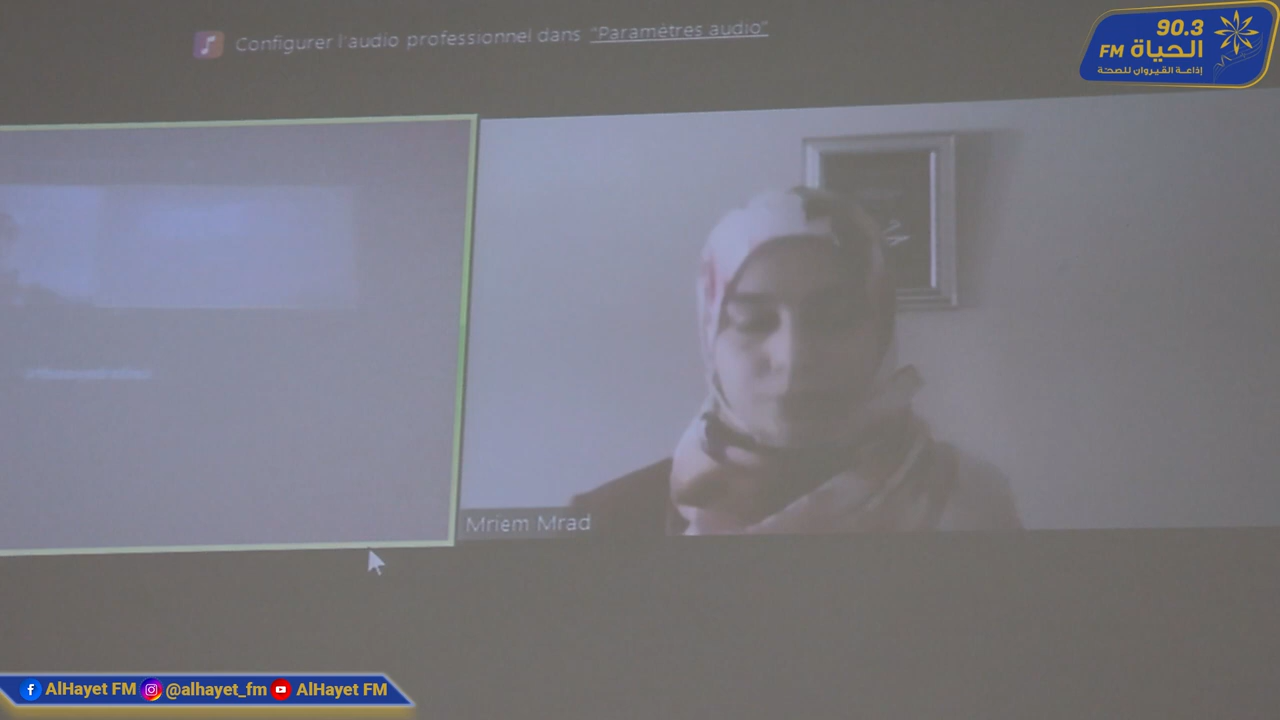 Configurer l'audio professionnel dans "Paramètres audio"
90.3
الحياة FM
إذاعة القيروان للصحة
Mriem Mrad
AlHayet FM @alhayet_fm AlHayet FM